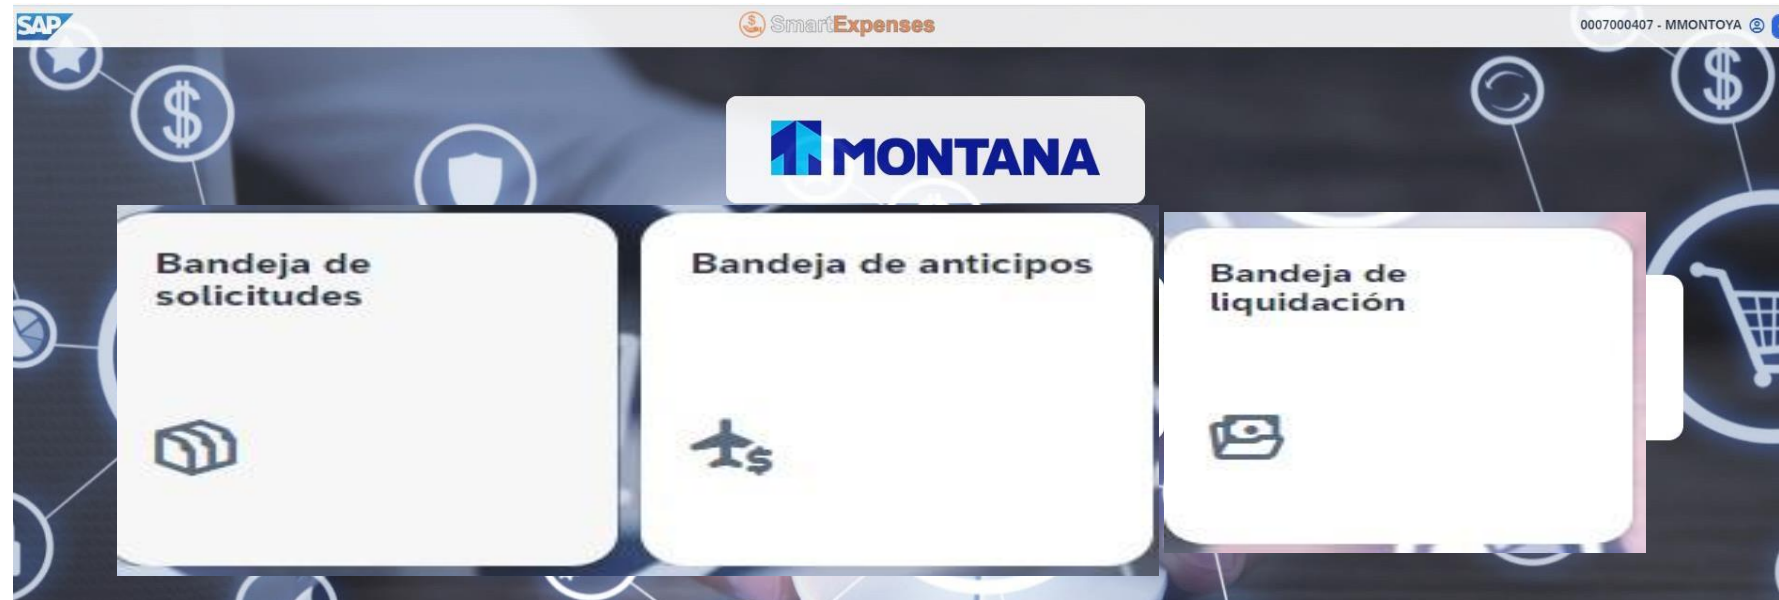 SAP
SmartExpenses
0007000407 - MMONTOYA
MONTANA
Bandeja de
solicitudes
Bandeja de anticipos
Bandeja de
liquidación